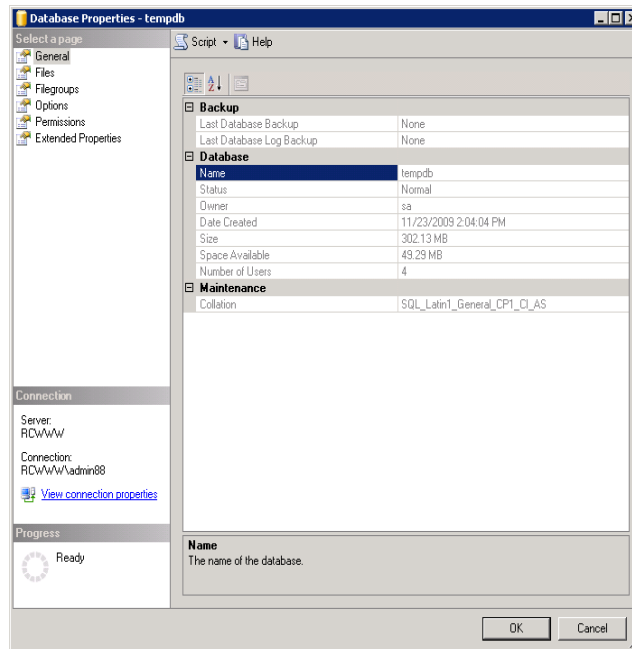 Database Properties - tempdb
Select a page
General
Files
Filegroups
Options
Permissions
Extended Properties
Script
Help
Backup
Last Database Backup None
Last Database Log Backup None
Database
Name tempdb
Status Normal
Owner sa
Date Created 11/23/2009 2:04:04 PM
Size 302.13 MB
Space Available 49.29 MB
Number of Users 4
Maintenance
Collation SQL_Latin1_General_CP1_CI_AS
Connection
Server:
RCWWW
Connection:
RCWWW\admin88
View connection properties
Progress
Ready
Name
The name of the database.
OK Cancel